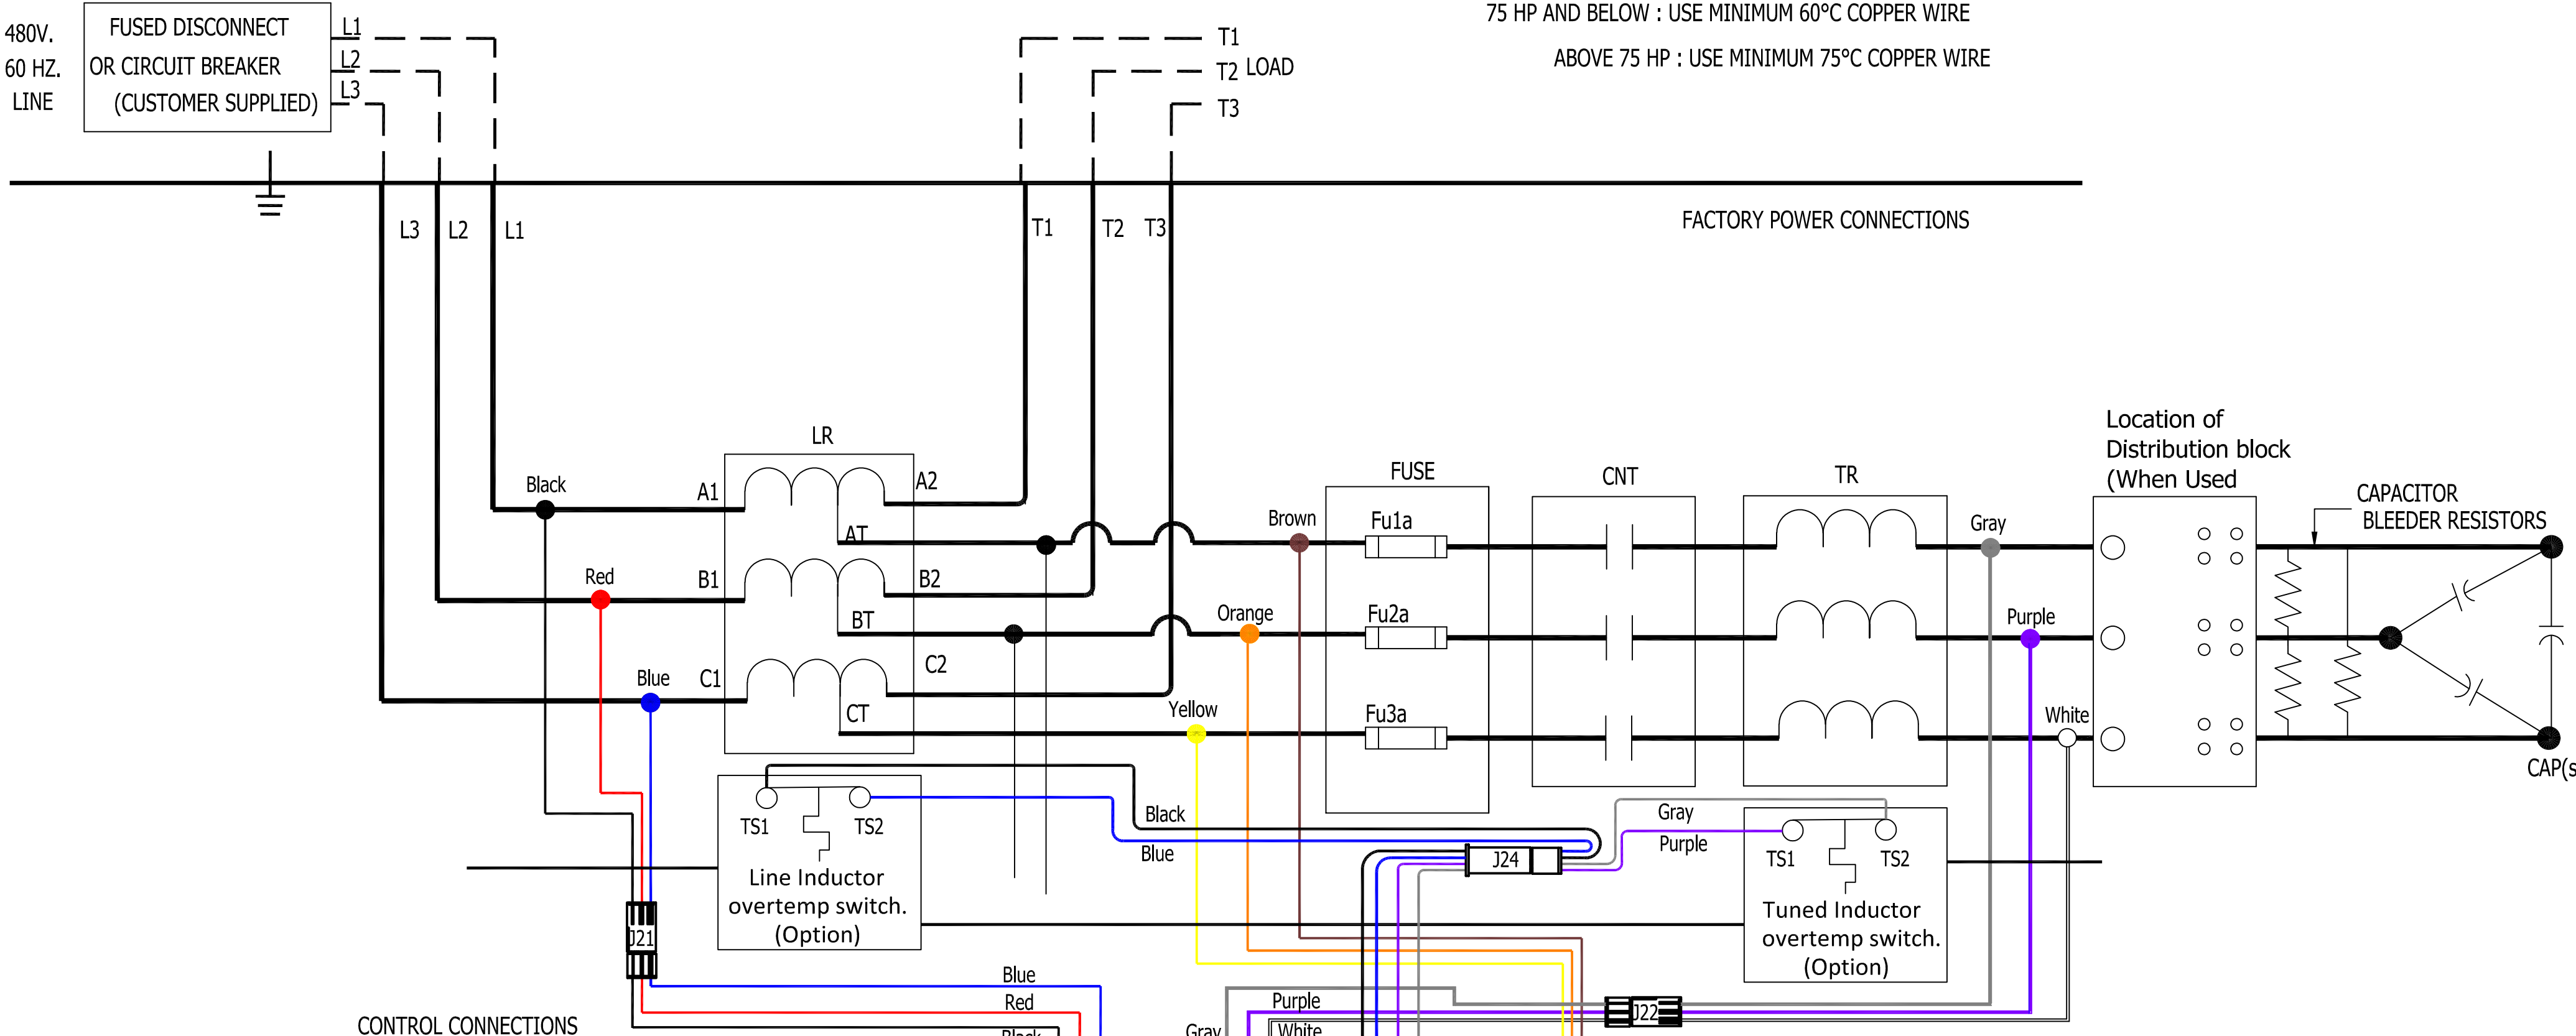 75 HP AND BELOW : USE MINIMUM 60°C COPPER WIRE
ABOVE 75 HP : USE MINIMUM 75°C COPPER WIRE
480V.
60 HZ.
LINE
FUSED DISCONNECT
OR CIRCUIT BREAKER
(CUSTOMER SUPPLIED)
L1
L2
L3
T1
T2 LOAD
T3
L3
L2
L1
T1
T2
T3
FACTORY POWER CONNECTIONS
LR
Black
A1
A2
AT
Red
B1
B2
BT
Blue
C1
C2
CT
Brown
Orange
Yellow
FUSE
Fu1a
Fu2a
Fu3a
CNT
TR
Gray
Purple
White
Location of
Distribution block
(When Used
CAPACITOR
BLEEDER RESISTORS
CAP(s
TS1
TS2
Line Inductor
overtemp switch.
(Option)
Black
Blue
J24
Gray
Purple
TS1
TS2
Tuned Inductor
overtemp switch.
(Option)
J21
Blue
Red
Black
Purple
Gray
White
J22
CONTROL CONNECTIONS